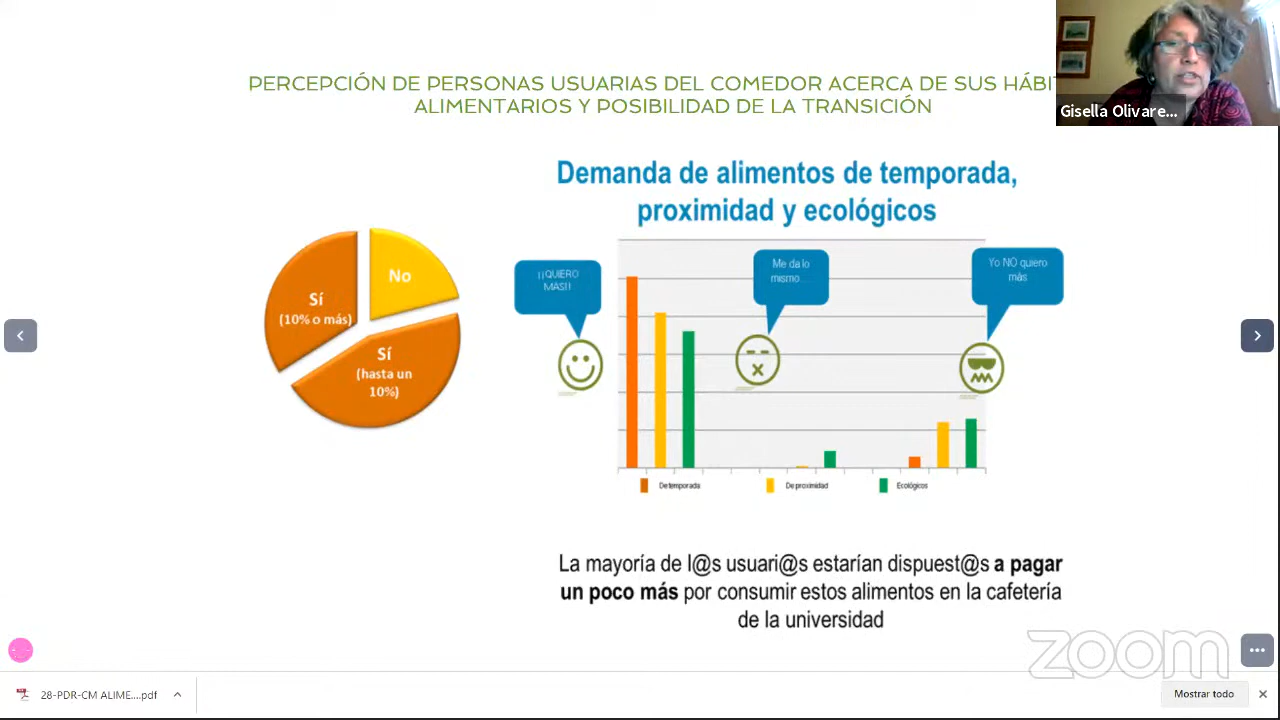 PERCEPCIÓN DE PERSONAS USUARIAS DEL COMEDOR ACERCA DE SUS HÁBIT
ALIMENTARIOS Y POSIBILIDAD DE LA TRANSICIÓN
Gisella Olivare...
Demanda de alimentos de temporada,
proximidad y ecológicos
No
Sí
(10% o más)
Sí
(hasta un
10%)
¡¡QUIERO
MÁS!!
Me da lo
mismo...
Yo NO quiero
más
De temporada
De proximidad
Ecológicos
La mayoría de l@s usuari@s estarían dispuest@s a pagar
un poco más por consumir estos alimentos en la cafetería
de la universidad
zoom
28-PDR-CM ALIME....pdf
Mostrar todo